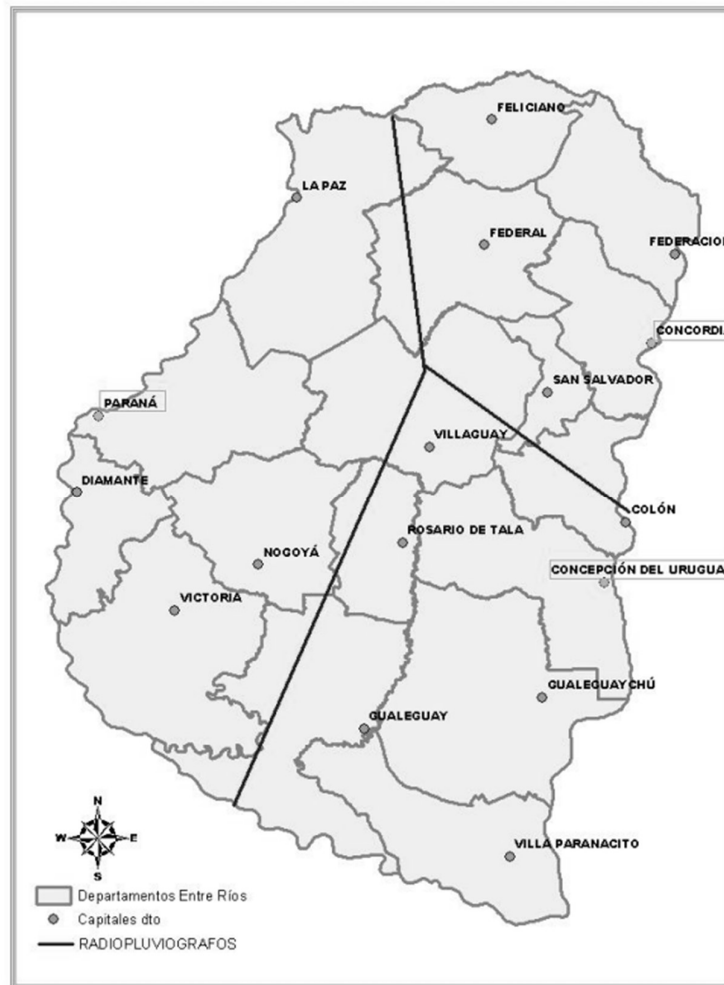 FELICIANO
LA PAZ
FEDERAL
FEDERACION
CONCORDIA
SAN SALVADOR
PARANÁ
VILLAGUAY
DIAMANTE
COLÓN
ROSARIO DE TALA
NOGOYÁ
CONCEPCIÓN DEL URUGUA
VICTORIA
GUALEGUAYCHÚ
GUALEGUAY
N
W E
S
VILLA PARANACITO
Departamentos Entre Ríos
Capitales dto
RADIOPLUVIOGRAFOS